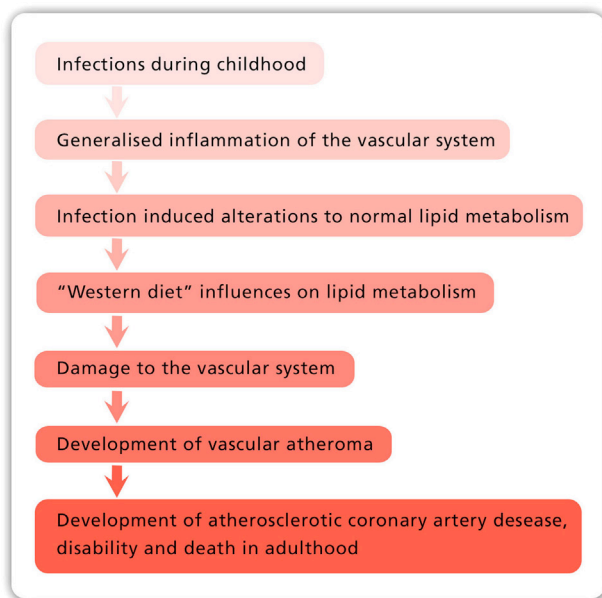 Infections during childhood
Generalised inflammation of the vascular system
Infection induced alterations to normal lipid metabolism
“Western diet” influences on lipid metabolism
Damage to the vascular system
Development of vascular atheroma
Development of atherosclerotic coronary artery desease,
disability and death in adulthood